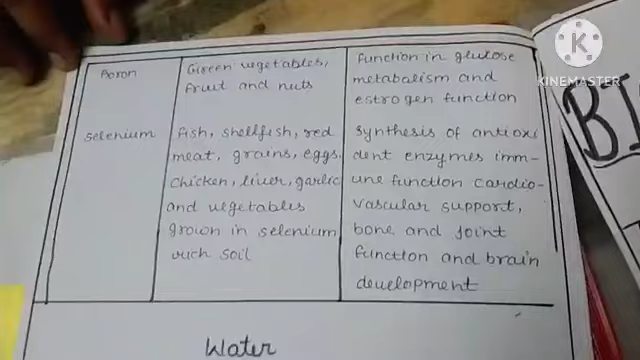 Boron
Green vegetables,
fruit and nuts
Function in glucose
metabalism and
estrogen function
Selenium
Fish, shellfish, red
meat, grains, eggs,
chicken, liver, garlic
and vegetables
grown in selenium
rich soil
Synthesis of antioxi
dent enzymes imm-
une function cardio-
vascular support,
bone and joint
function and brain
development
Water
KINEMASTER
BI